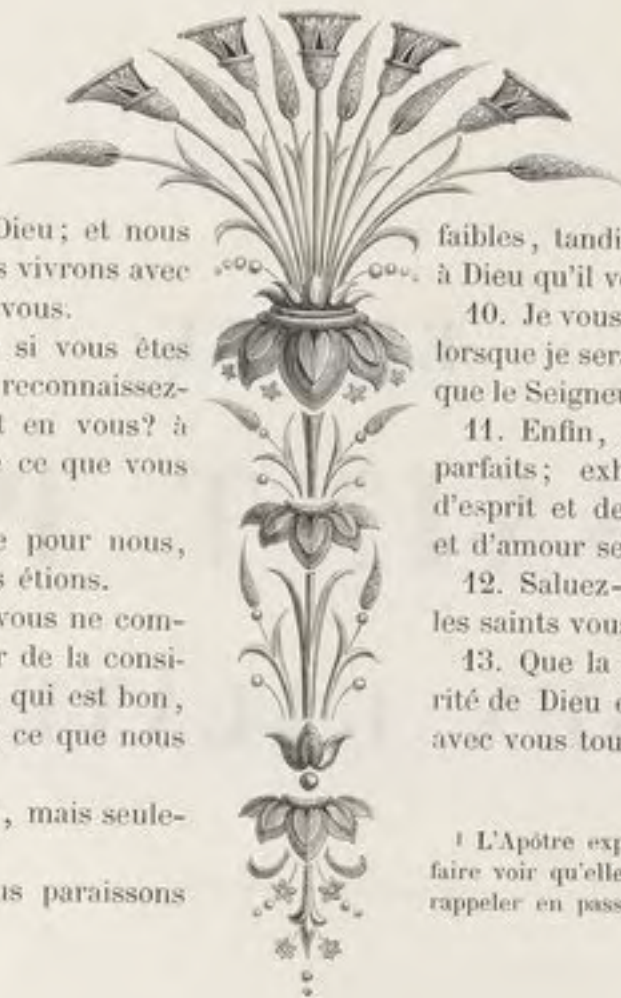 Dieu; et nous
s vivrons avec
vous.
si vous êtes
reconnaissez-
t en vous? à
e ce que vous
e pour nous,
s étions.
vous ne com-
r de la consi-
qui est bon,
ce que nous
, mais seule-
us paraissons
faibles, tandi
à Dieu qu'il v
10. Je vous
lorsque je ser
que le Seigneu
11. Enfin,
parfaits; exh
d'esprit et de
et d'amour se
12. Saluez-
les saints vous
13. Que la
rité de Dieu e
avec vous tou
1 L'Apôtre exp
faire voir qu'elle
rappeler en pass